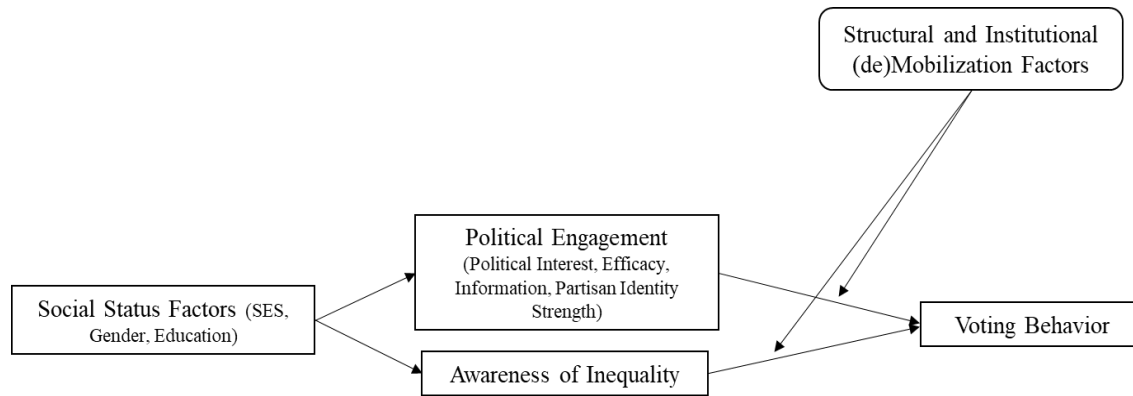 Structural and Institutional
(de)Mobilization Factors
Political Engagement
(Political Interest, Efficacy,
Information, Partisan Identity
Strength)
Social Status Factors (SES,
Gender, Education)
Voting Behavior
Awareness of Inequality